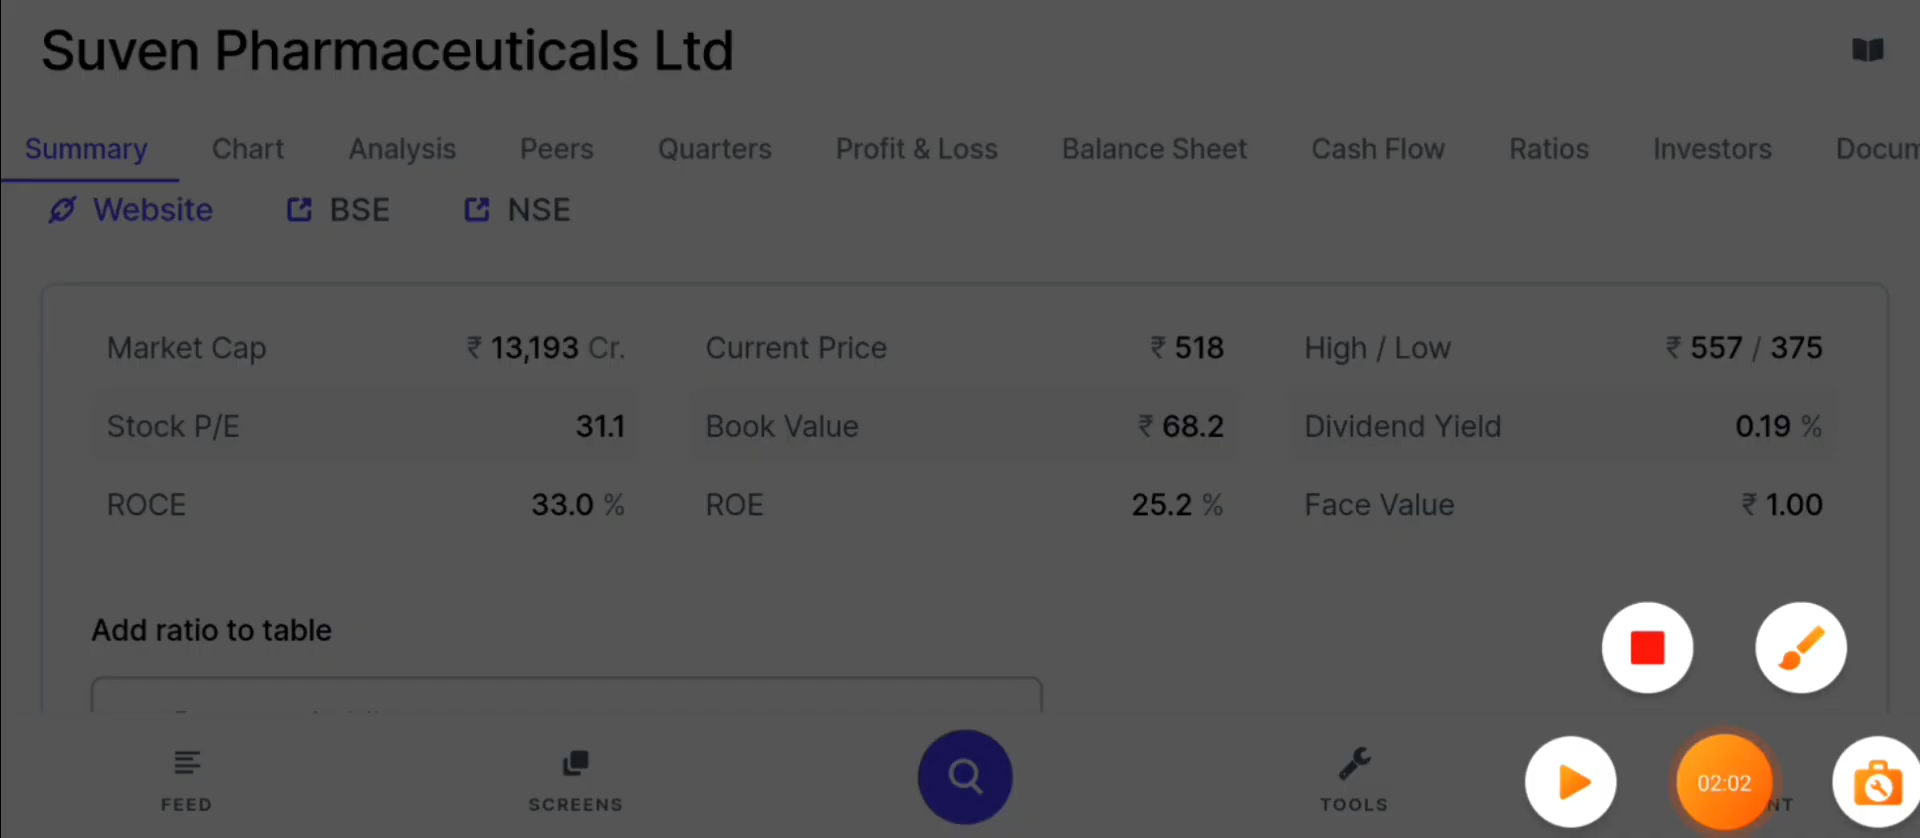 Suven Pharmaceuticals Ltd
Summary Chart Analysis Peers Quarters Profit & Loss Balance Sheet Cash Flow Ratios Investors Docum
Website BSE NSE
Market Cap ₹ 13,193 Cr. Current Price ₹ 518 High / Low ₹ 557 / 375
Stock P/E 31.1 Book Value ₹ 68.2 Dividend Yield 0.19 %
ROCE 33.0 % ROE 25.2 % Face Value ₹ 1.00
Add ratio to table
FEED SCREENS TOOLS 02:02 NT